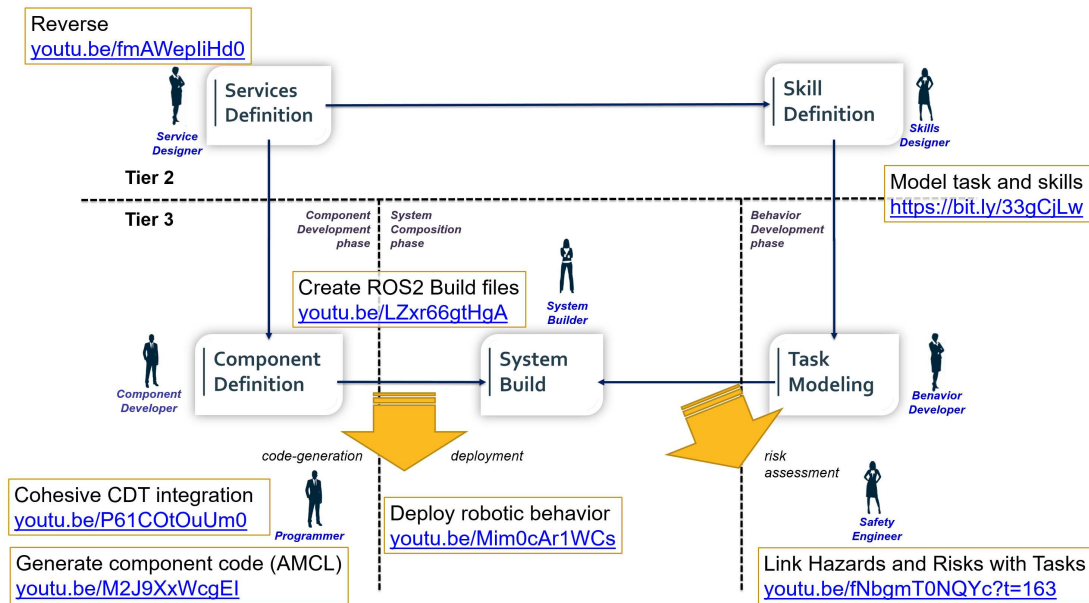 Reverse
youtu.be/fmAWepIiHd0
Services
Definition
Skill
Definition
Service
Designer
Skills
Designer
Tier 2
Model task and skills
https://bit.ly/33gCjLw
Tier 3
Component
Development
phase
System
Composition
phase
Behavior
Development
phase
Create ROS2 Build files
youtu.be/LZxr66gtHgA
System
Builder
Component
Definition
System
Build
Task
Modeling
Component
Developer
Behavior
Developer
code-generation
deployment
risk
assessment
Cohesive CDT integration
youtu.be/P61COtOuUm0
Programmer
Deploy robotic behavior
youtu.be/Mim0cAr1WCs
Safety
Engineer
Generate component code (AMCL)
youtu.be/M2J9XxWcgEI
Link Hazards and Risks with Tasks
youtu.be/fNbgmT0NQYc?t=163